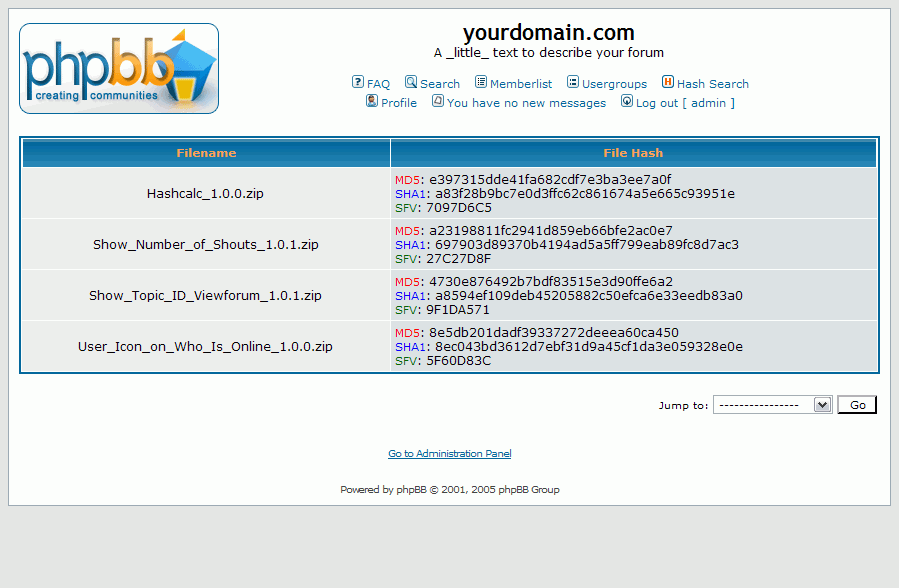 phpbb
creating communities
yourdomain.com
A _little_ text to describe your forum
FAQ Search Memberlist Usergroups Hash Search
Profile You have no new messages Log out [ admin ]
Filename File Hash
Hashcalc_1.0.0.zip
MD5: e397315dde41fa682cdf7e3ba3ee7a0f
SHA1: a83f28b9bc7e0d3ffc62c861674a5e665c93951e
SFV: 7097D6C5
Show_Number_of_Shouts_1.0.1.zip
MD5: a23198811fc2941d859eb66bfe2ac0e7
SHA1: 697903d89370b4194ad5a5ff799eab89fc8d7ac3
SFV: 27C27D8F
Show_Topic_ID_Viewforum_1.0.1.zip
MD5: 4730e876492b7bdf83515e3d90ffe6a2
SHA1: a8594ef109deb45205882c50efca6e33eedb83a0
SFV: 9F1DA571
User_Icon_on_Who_Is_Online_1.0.0.zip
MD5: 8e5db201dadf39337272deeea60ca450
SHA1: 8ec043bd3612d7ebf31d9a45cf1da3e059328e0e
SFV: 5F60D83C
Jump to: ---------------- Go
Go to Administration Panel
Powered by phpBB © 2001, 2005 phpBB Group